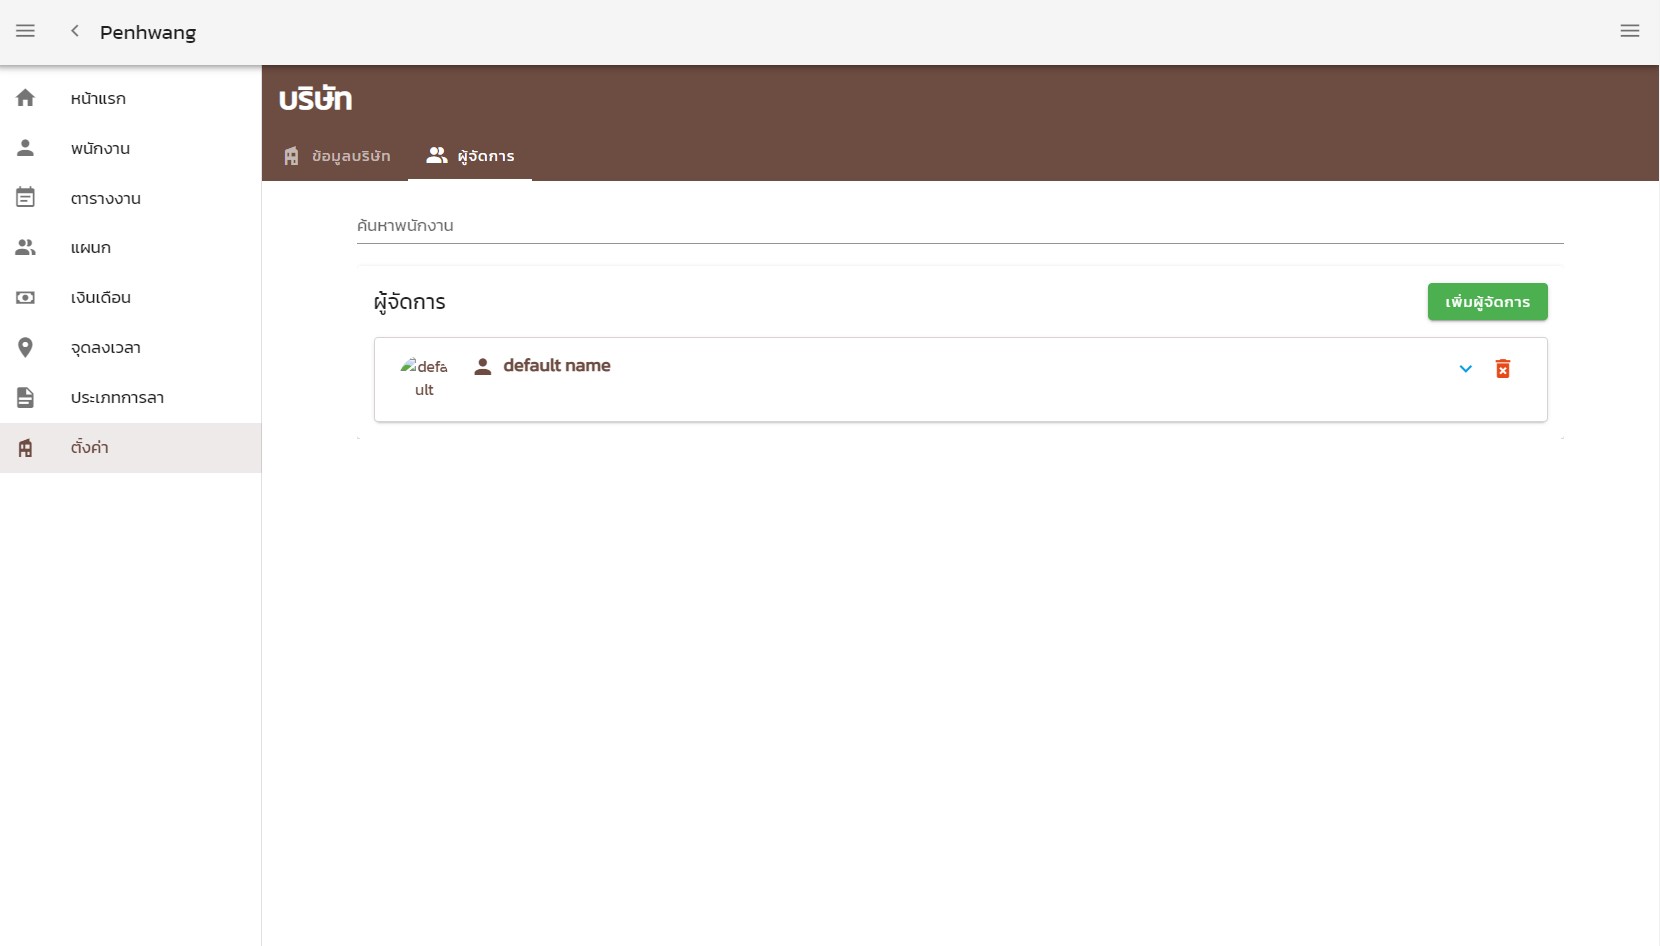 Penhwang
หน้าแรก
พนักงาน
ตารางงาน
แผนก
เงินเดือน
จุดลงเวลา
ประเภทการลา
ตั้งค่า
บริษัท
ข้อมูลบริษัท
ผู้จัดการ
ค้นหาพนักงาน
ผู้จัดการ
เพิ่มผู้จัดการ
defa
ult
default name